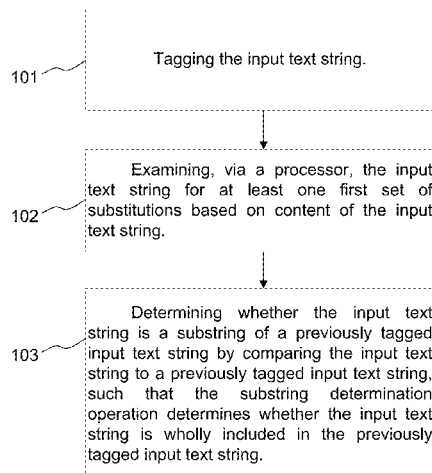 Tagging the input text string.
101
Examining, via a processor, the input
text string for at least one first set of
substitutions based on content of the input
text string.
102
Determining whether the input text
string is a substring of a previously tagged
input text string by comparing the input text
string to a previously tagged input text string,
such that the substring determination
operation determines whether the input text
string is wholly included in the previously
tagged input text string.
103